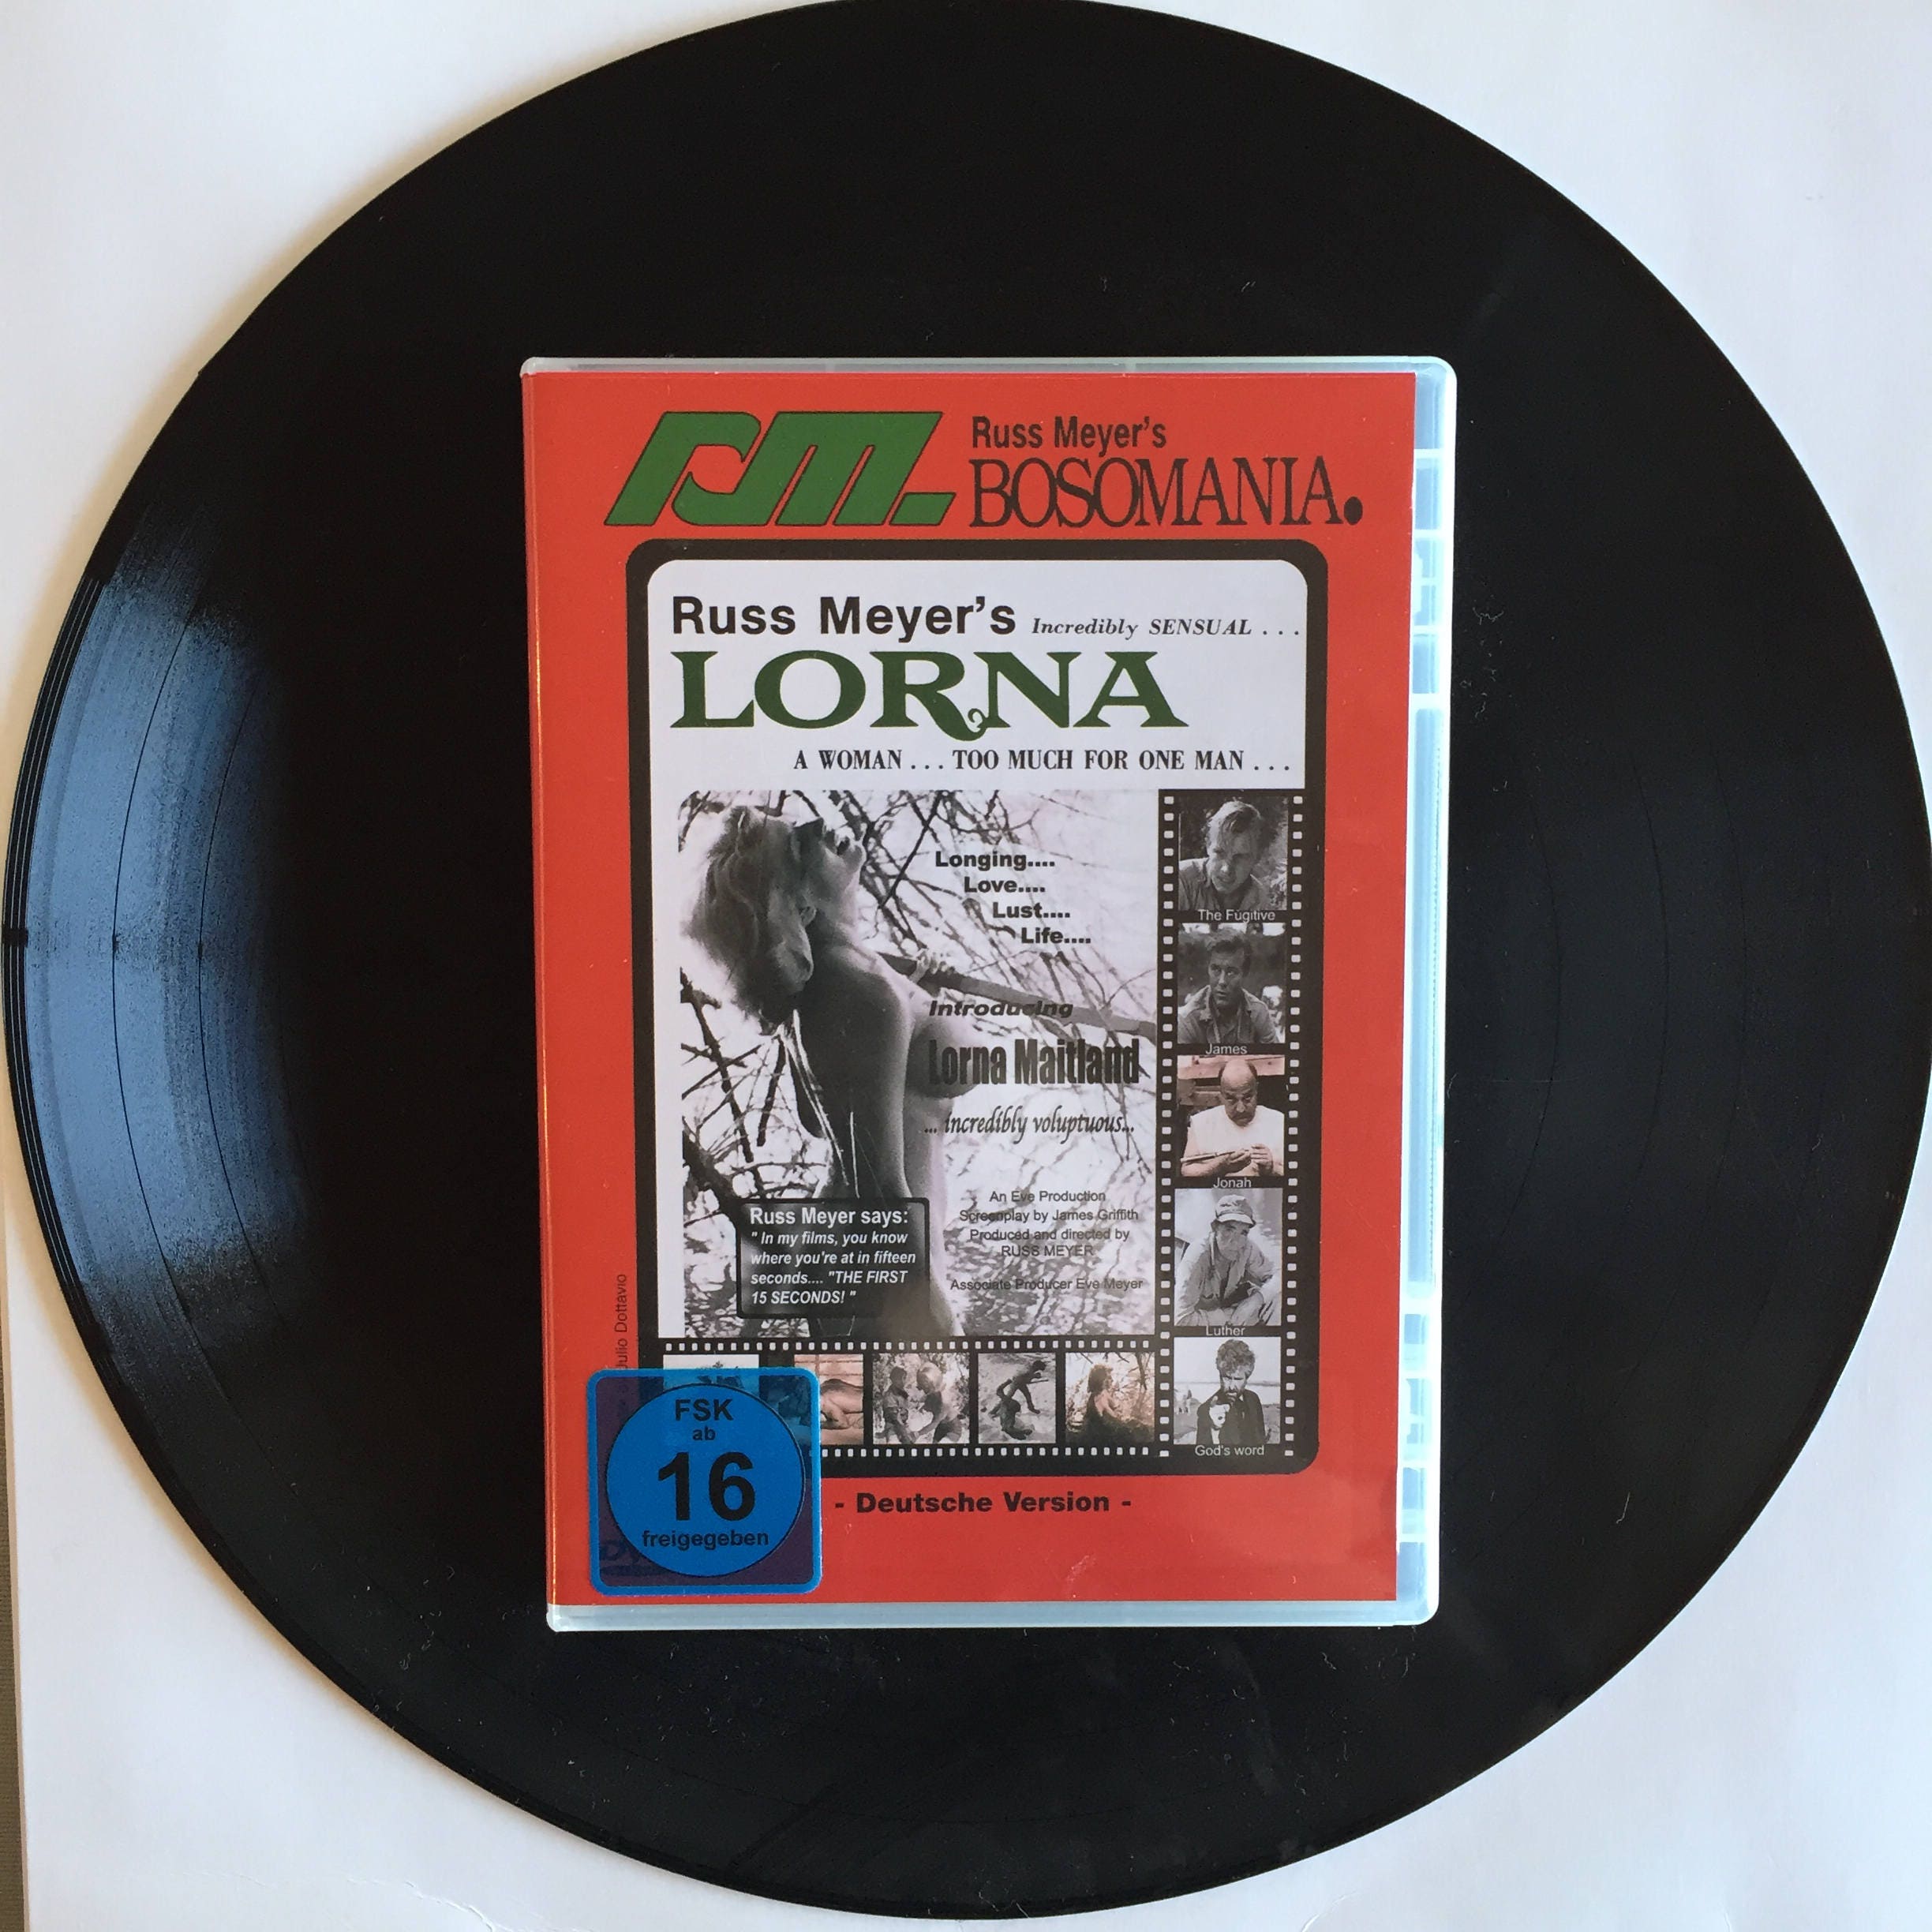 rm.
Russ Meyer's
BOSOMANIA.
Russ Meyer's Incredibly SENSUAL . . .
LORNA
A WOMAN . . . TOO MUCH FOR ONE MAN . . .
Longing....
Love....
Lust....
Life....
Introducing
Lorna Maitland
... incredibly voluptuous...
An Eve Production
Screenplay by James Griffith
Produced and directed by
RUSS MEYER
Associate Producer Eve Meyer
Russ Meyer says:
" In my films, you know
where you're at in fifteen
seconds.... "THE FIRST
15 SECONDS! "
The Fugitive
James
Jonah
Luther
God's word
Julio Dottavio
FSK
ab
16
freigegeben
- Deutsche Version -